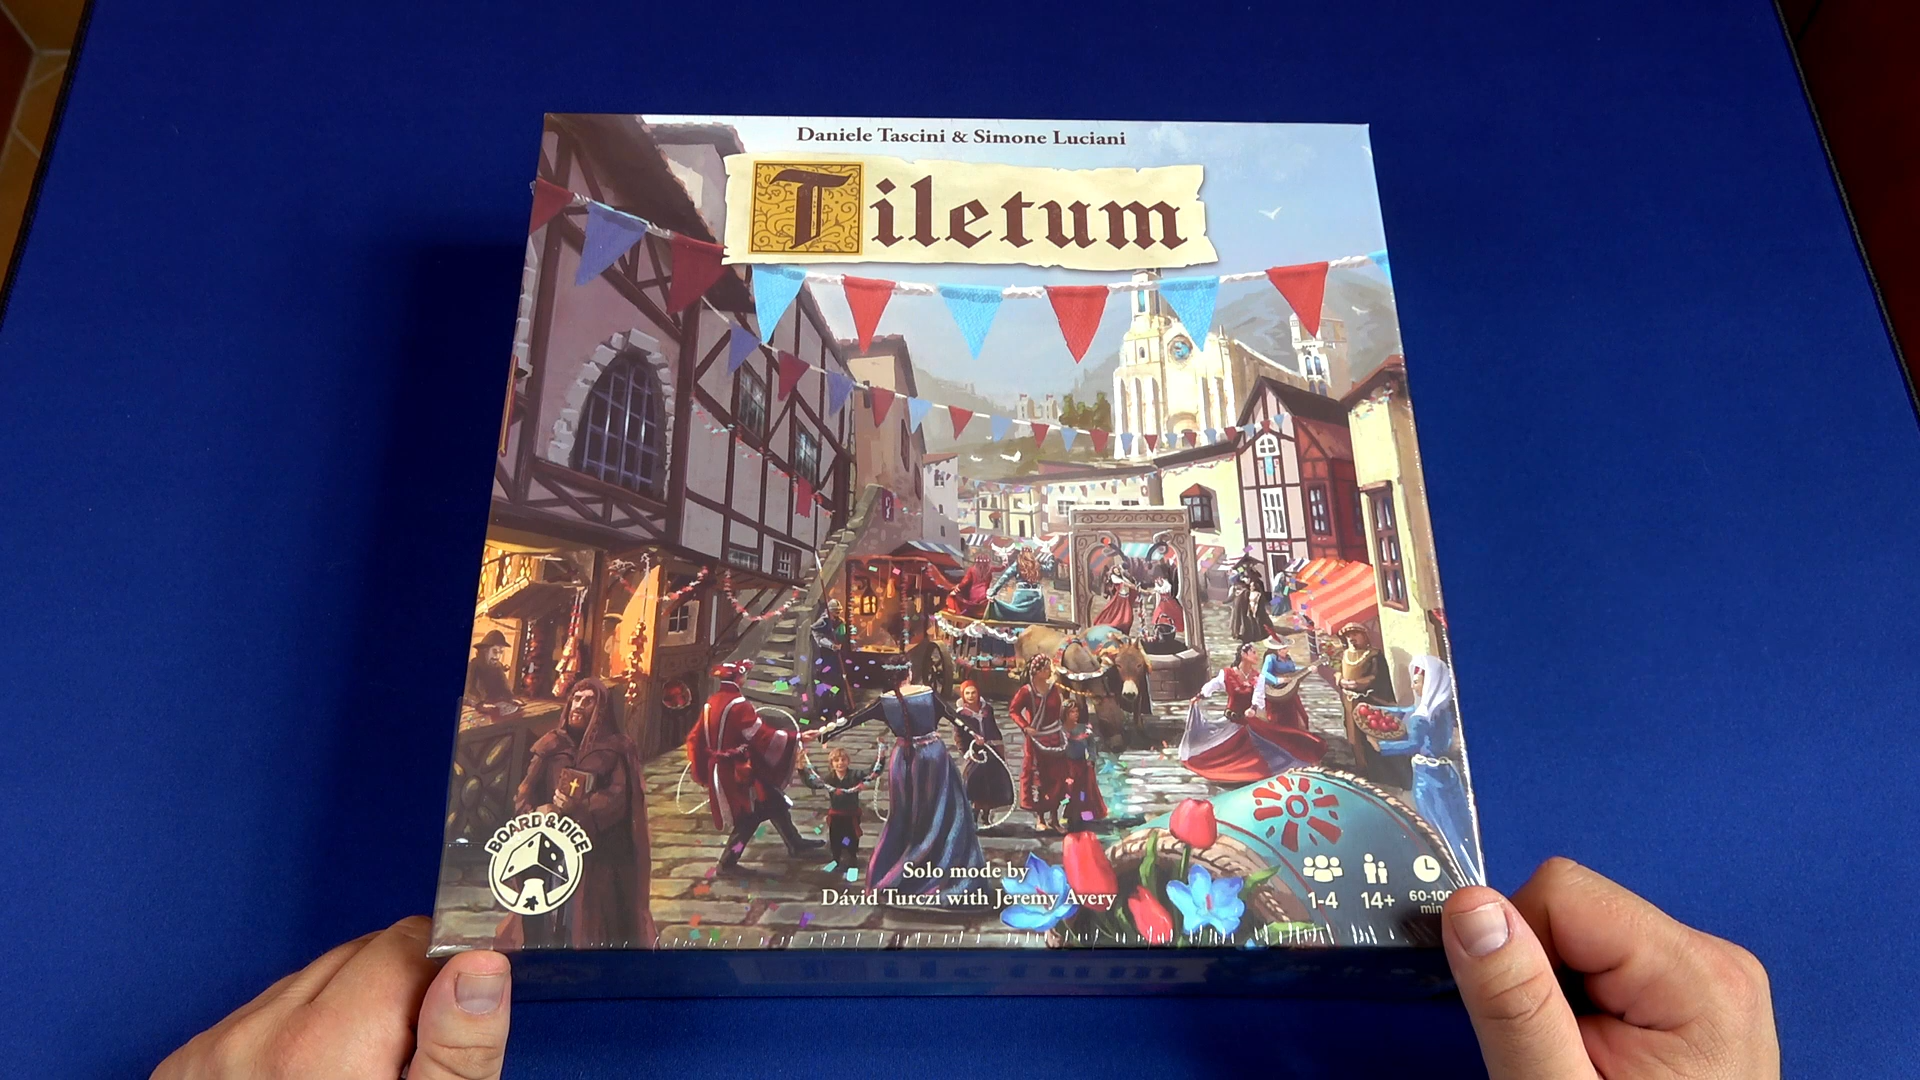 Daniele Tascini & Simone Luciani
Tiletum
BOARD & DICE
Solo mode by
Dávid Turczi with Jeremy Avery
1-4
14+